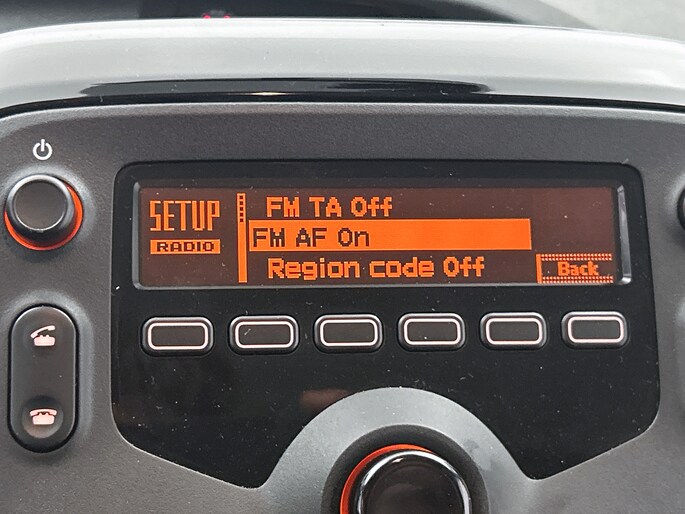 SETUP
RADIO
FM TA Off
FM AF On
Region code Off
Back